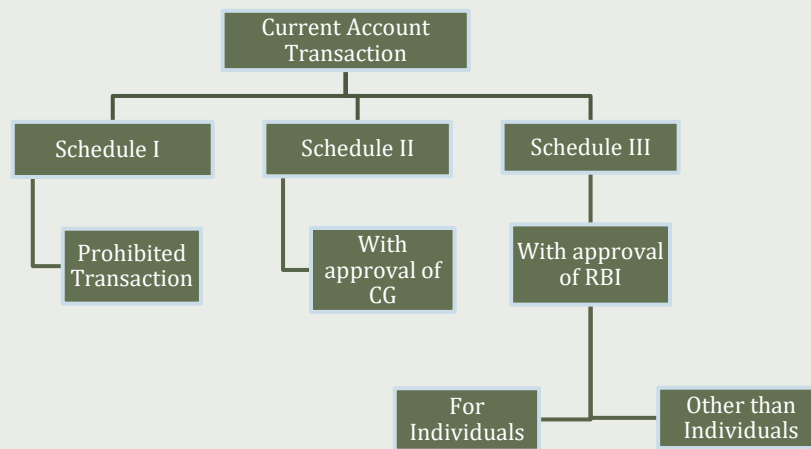 Current Account
Transaction
Schedule I
Schedule II
Schedule III
Prohibited
Transaction
With
approval of
CG
With approval
of RBI
For
Individuals
Other than
Individuals